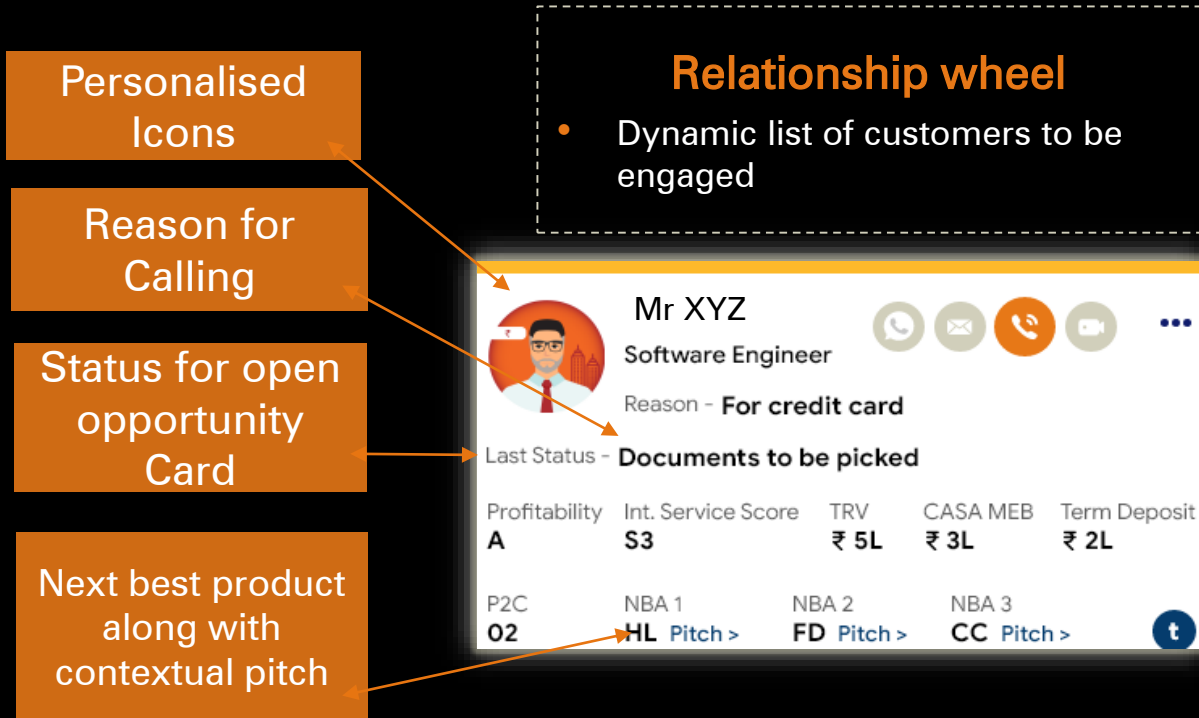 Personalised
Icons
Reason for
Calling
Status for open
opportunity
Card
Next best product
along with
contextual pitch
Relationship wheel
• Dynamic list of customers to be
engaged
₹
Mr XYZ
Software Engineer
Reason - For credit card
Last Status - Documents to be picked
Profitability Int. Service Score TRV CASA MEB Term Deposit
A S3 ₹ 5L ₹ 3L ₹ 2L
P2C NBA 1 NBA 2 NBA 3
02 HL Pitch > FD Pitch > CC Pitch > t